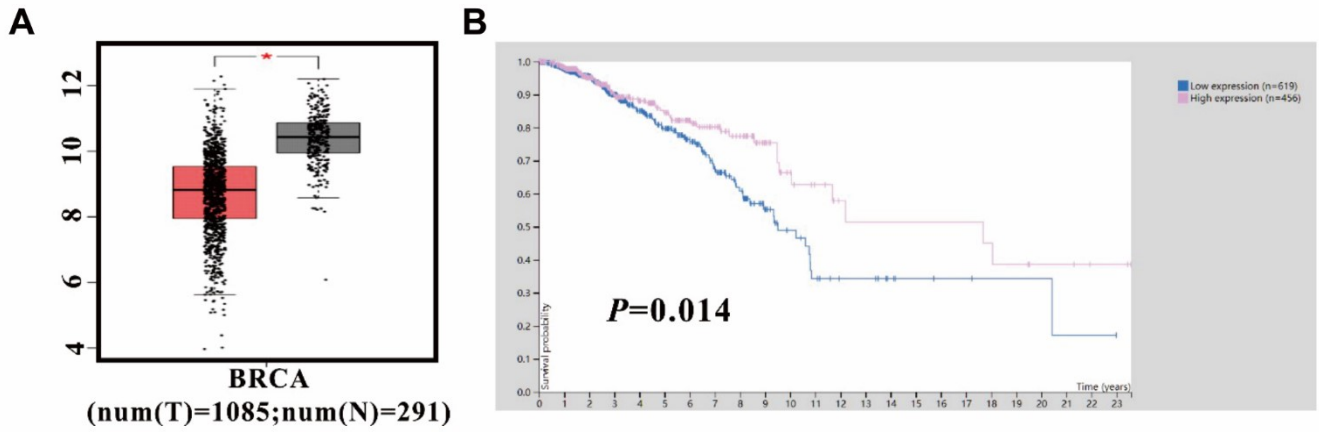 A
*
12
10
8
6
4
BRCA
(num(T)=1085;num(N)=291)
B
1.0
0.9
0.8
0.7
0.6
0.5
0.4
0.3
0.2
0.1
0.0
Survival probability
P=0.014
Low expression (n=619)
High expression (n=456)
Time (years)
0 1 2 3 4 5 6 7 8 9 10 11 12 13 14 15 16 17 18 19 20 21 22 23